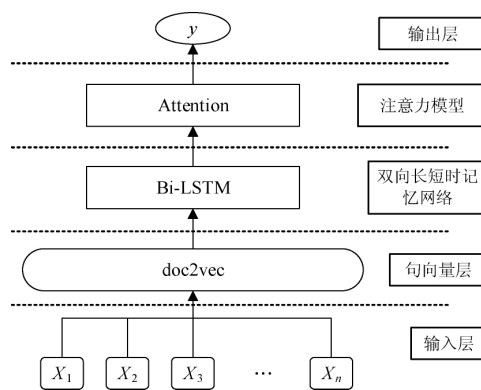 y
输出层
Attention
注意力模型
Bi-LSTM
双向长短时记
忆网络
doc2vec
句向量层
输入层
X1 X2 X3 ... Xn